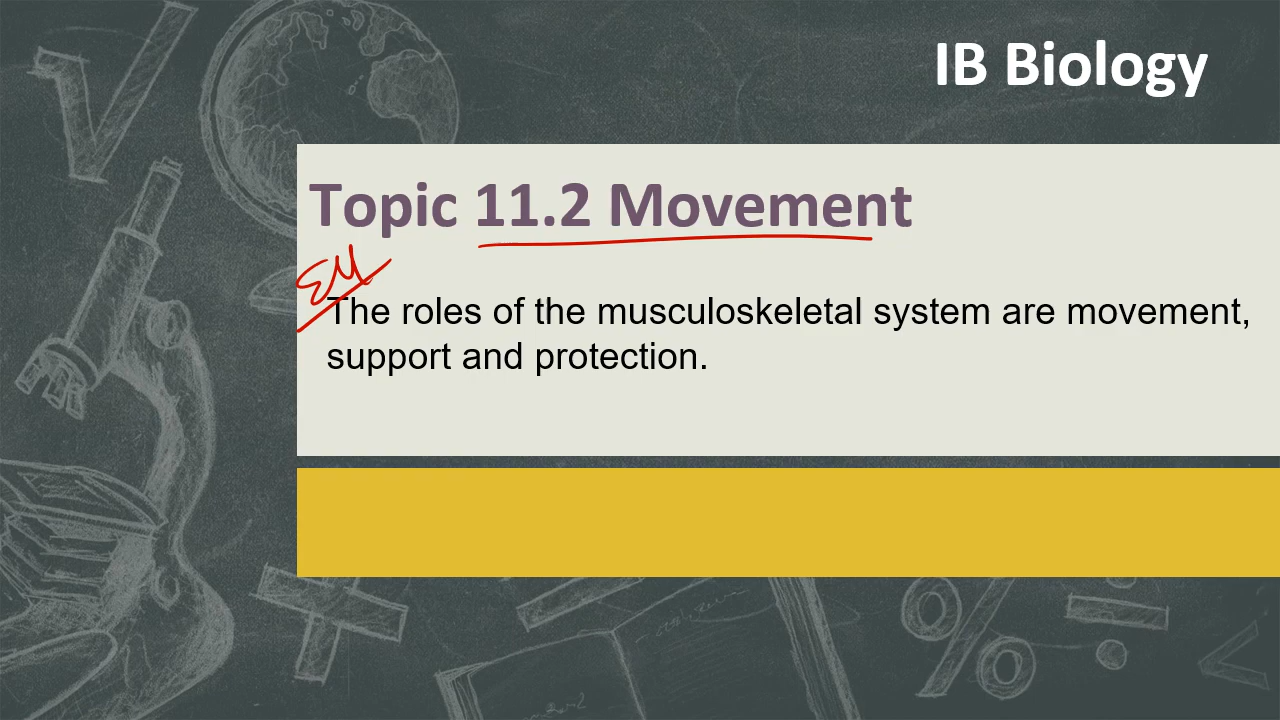 IB Biology
Topic 11.2 Movement
The roles of the musculoskeletal system are movement,
support and protection.